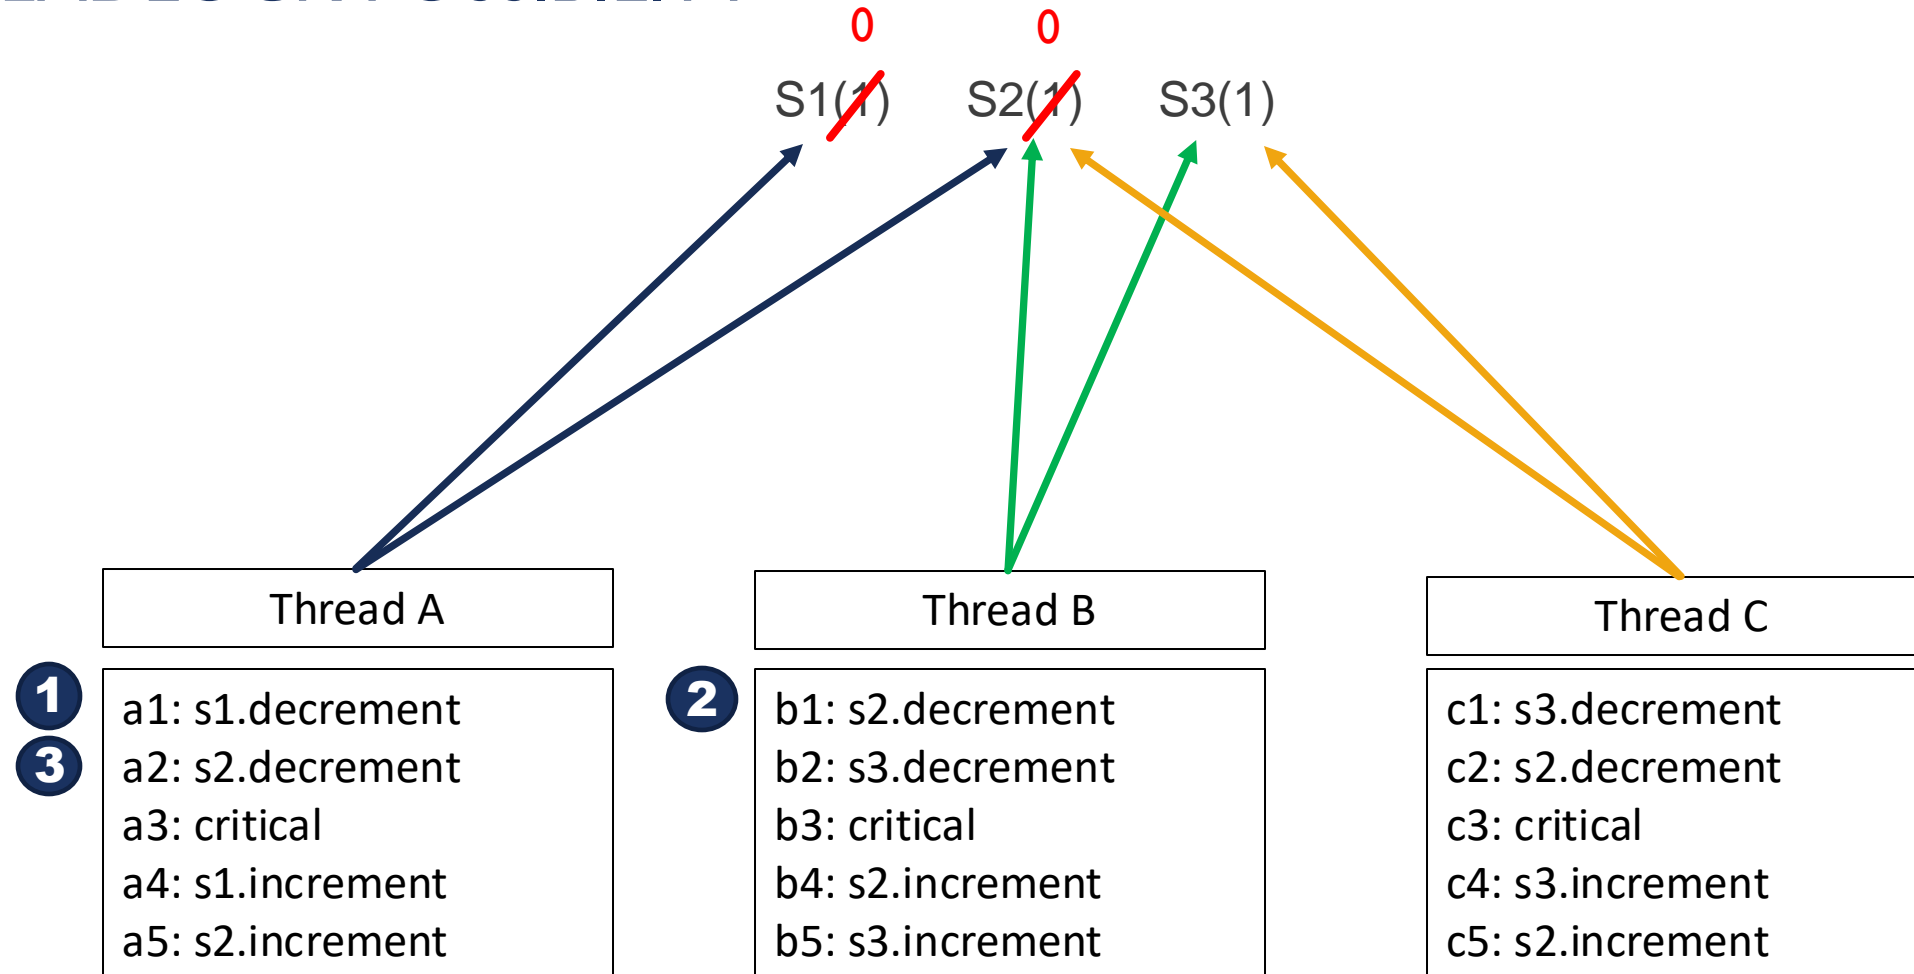 0 0
S1(1) S2(1) S3(1)
Thread A
Thread B
Thread C
1
a1: s1.decrement
3
a2: s2.decrement
a3: critical
a4: s1.increment
a5: s2.increment
2
b1: s2.decrement
b2: s3.decrement
b3: critical
b4: s2.increment
b5: s3.increment
c1: s3.decrement
c2: s2.decrement
c3: critical
c4: s3.increment
c5: s2.increment